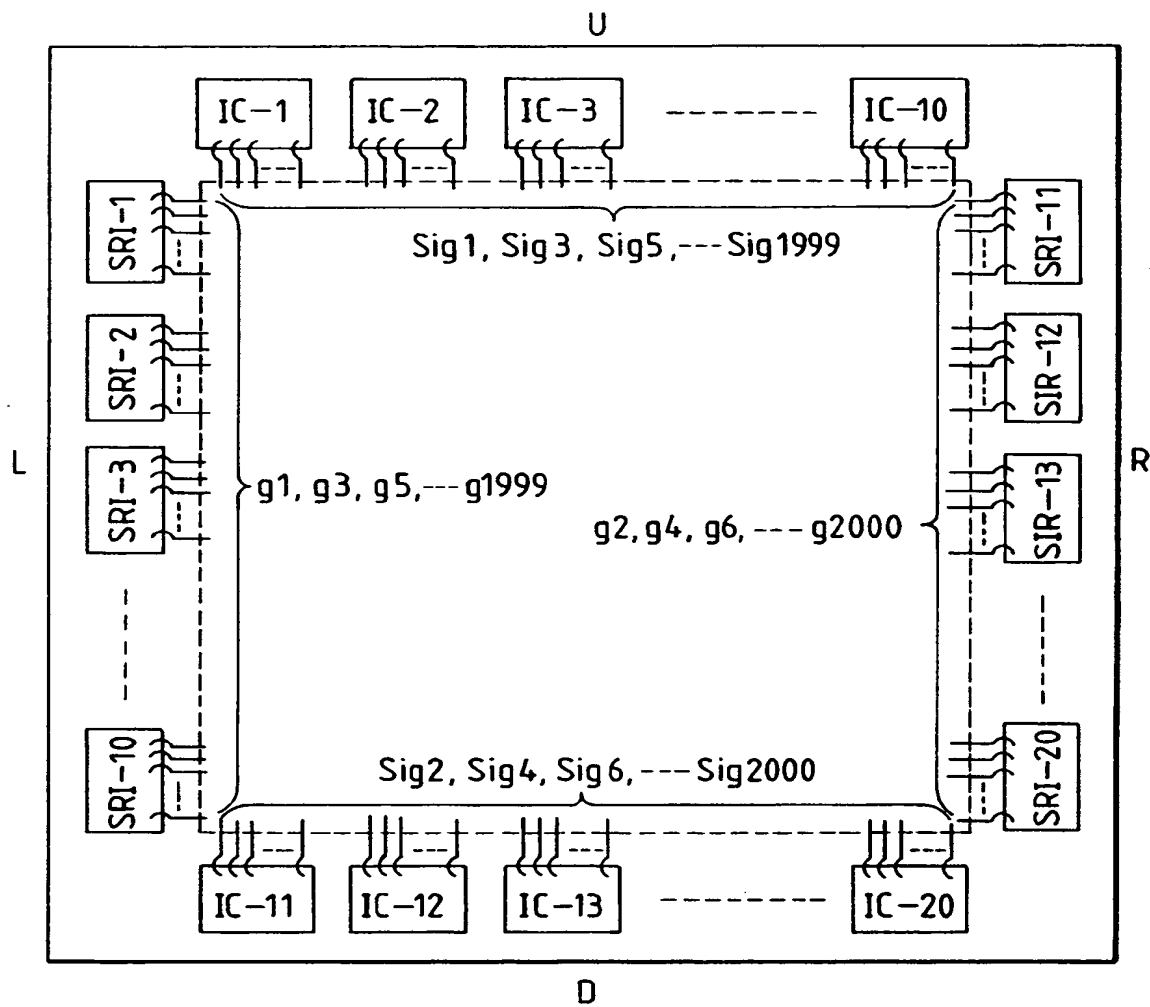 U
IC-1 IC-2 IC-3 IC-10
SRI-1
SRI-11
Sig1, Sig3, Sig5,---Sig1999
SRI-2
SIR-12
L
R
SRI-3
SIR-13
g1, g3, g5,---g1999
g2, g4, g6, ---g2000
SRI-10
SRI-20
Sig2, Sig4, Sig6, ---Sig2000
IC-11 IC-12 IC-13 IC-20
D